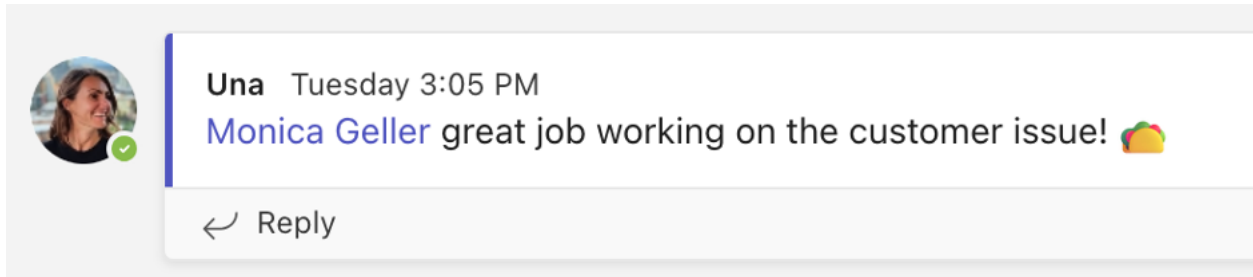 Una Tuesday 3:05 PM
Monica Geller great job working on the customer issue! 🌮
Reply